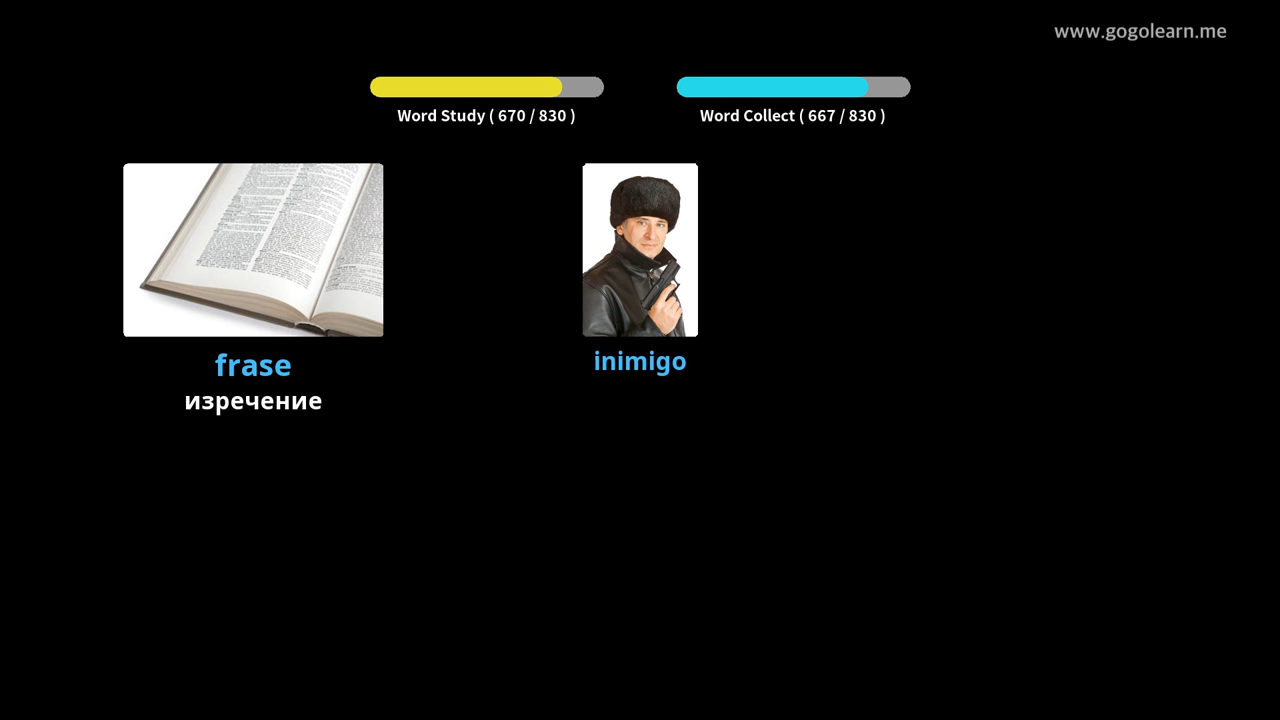 www.gogolearn.me
Word Study ( 670 / 830 )
Word Collect ( 667 / 830 )
frase
изречение
inimigo